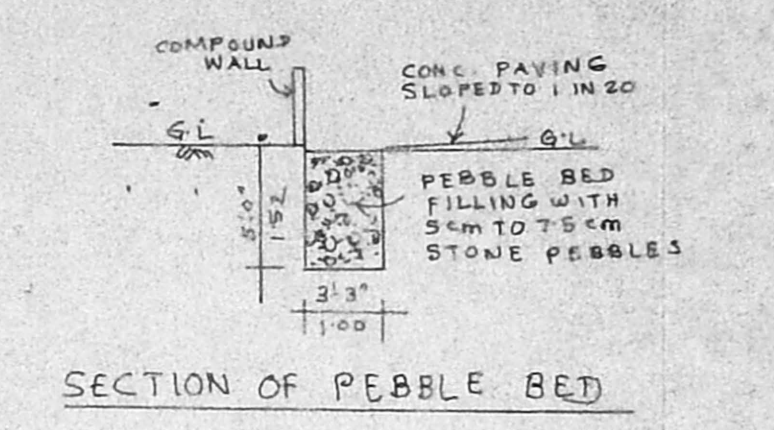 COMPOUND
WALL
CONC. PAVING
SLOPED TO 1 IN 20
G.L
G.L
PEBBLE BED
FILLING WITH
5cm TO 7.5cm
STONE PEBBLES
5'-0"
1.52
3'-3"
1.00
SECTION OF PEBBLE BED